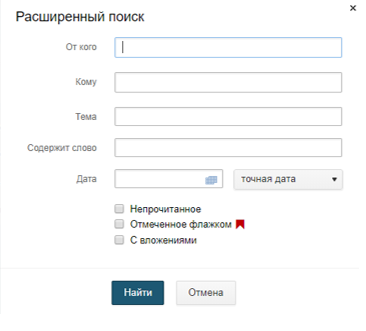 Расширенный поиск
От кого
Кому
Тема
Содержит слово
Дата точная дата
Непрочитанное
Отмеченное флажком
С вложениями
Найти Отмена